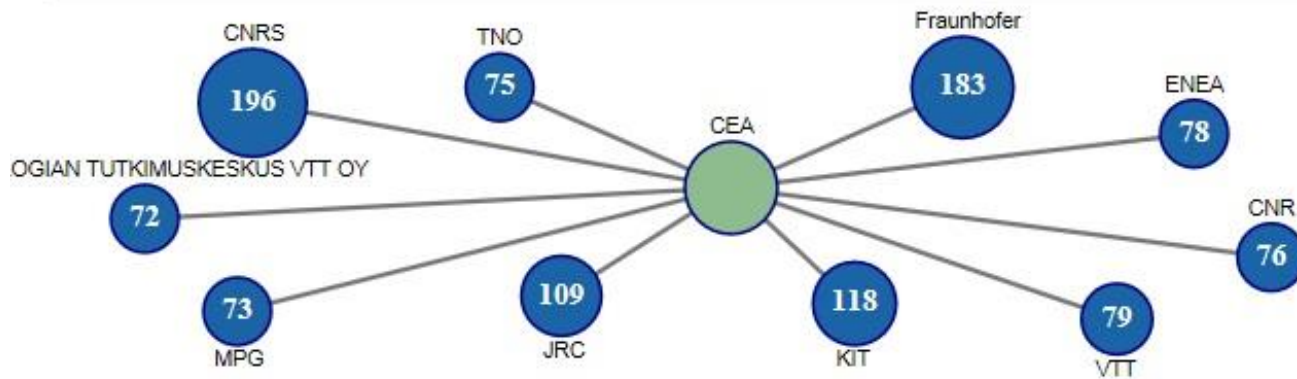 CNRS
196
TNO
75
Fraunhofer
183
ENEA
78
CEA
OGIAN TUTKIMUSKESKUS VTT OY
72
CNR
76
73
MPG
109
JRC
118
KIT
79
VTT